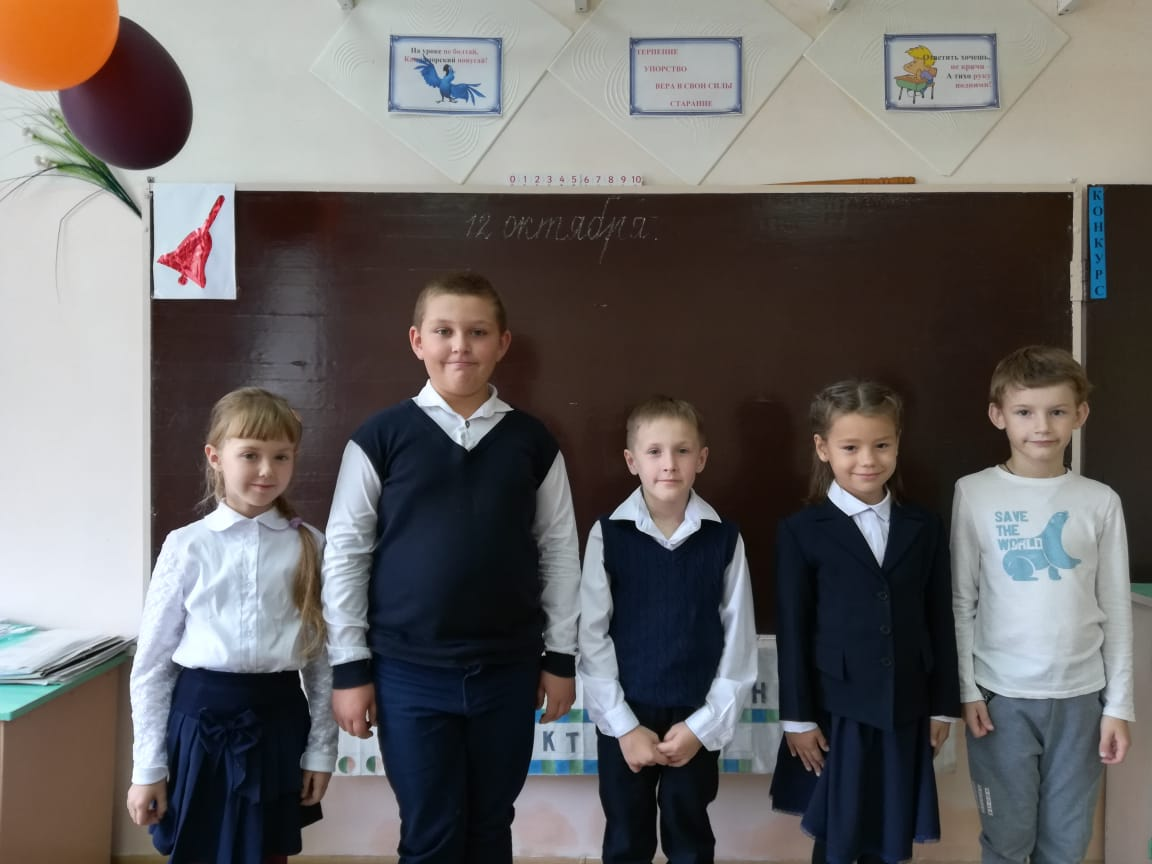 На уроке не болтай,
попугай!
ТЕРПЕНИЕ
УПОРСТВО
ВЕРА В СВОИ СИЛЫ
СТАРАНИЕ
Ответить хочешь,
не кричи –
А тихо руку
подними!
0 1 2 3 4 5 6 7 8 9 10
12 октября.
КОНКУРС
SAVE
THE
WORLD
К Т
Н